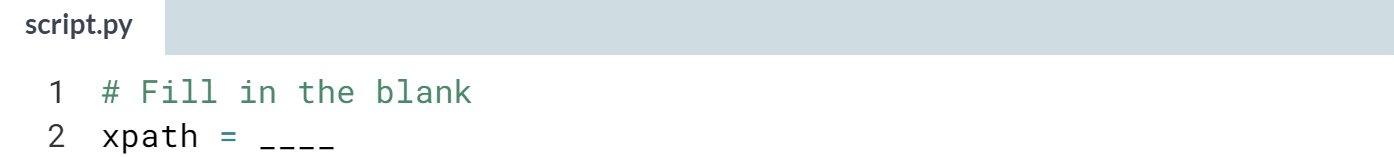 script.py
1 # Fill in the blank
2 xpath = ____